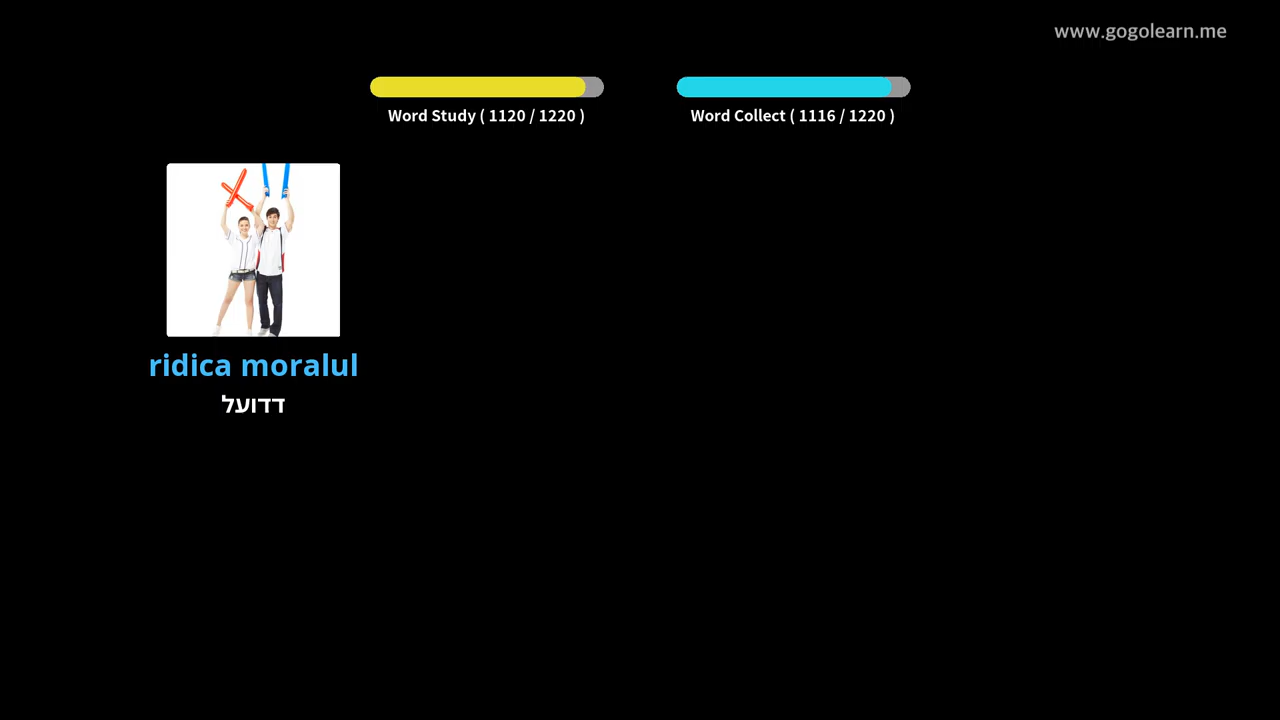 www.gogolearn.me
Word Study ( 1120 / 1220 )
Word Collect ( 1116 / 1220 )
ridica moralul
דדועל